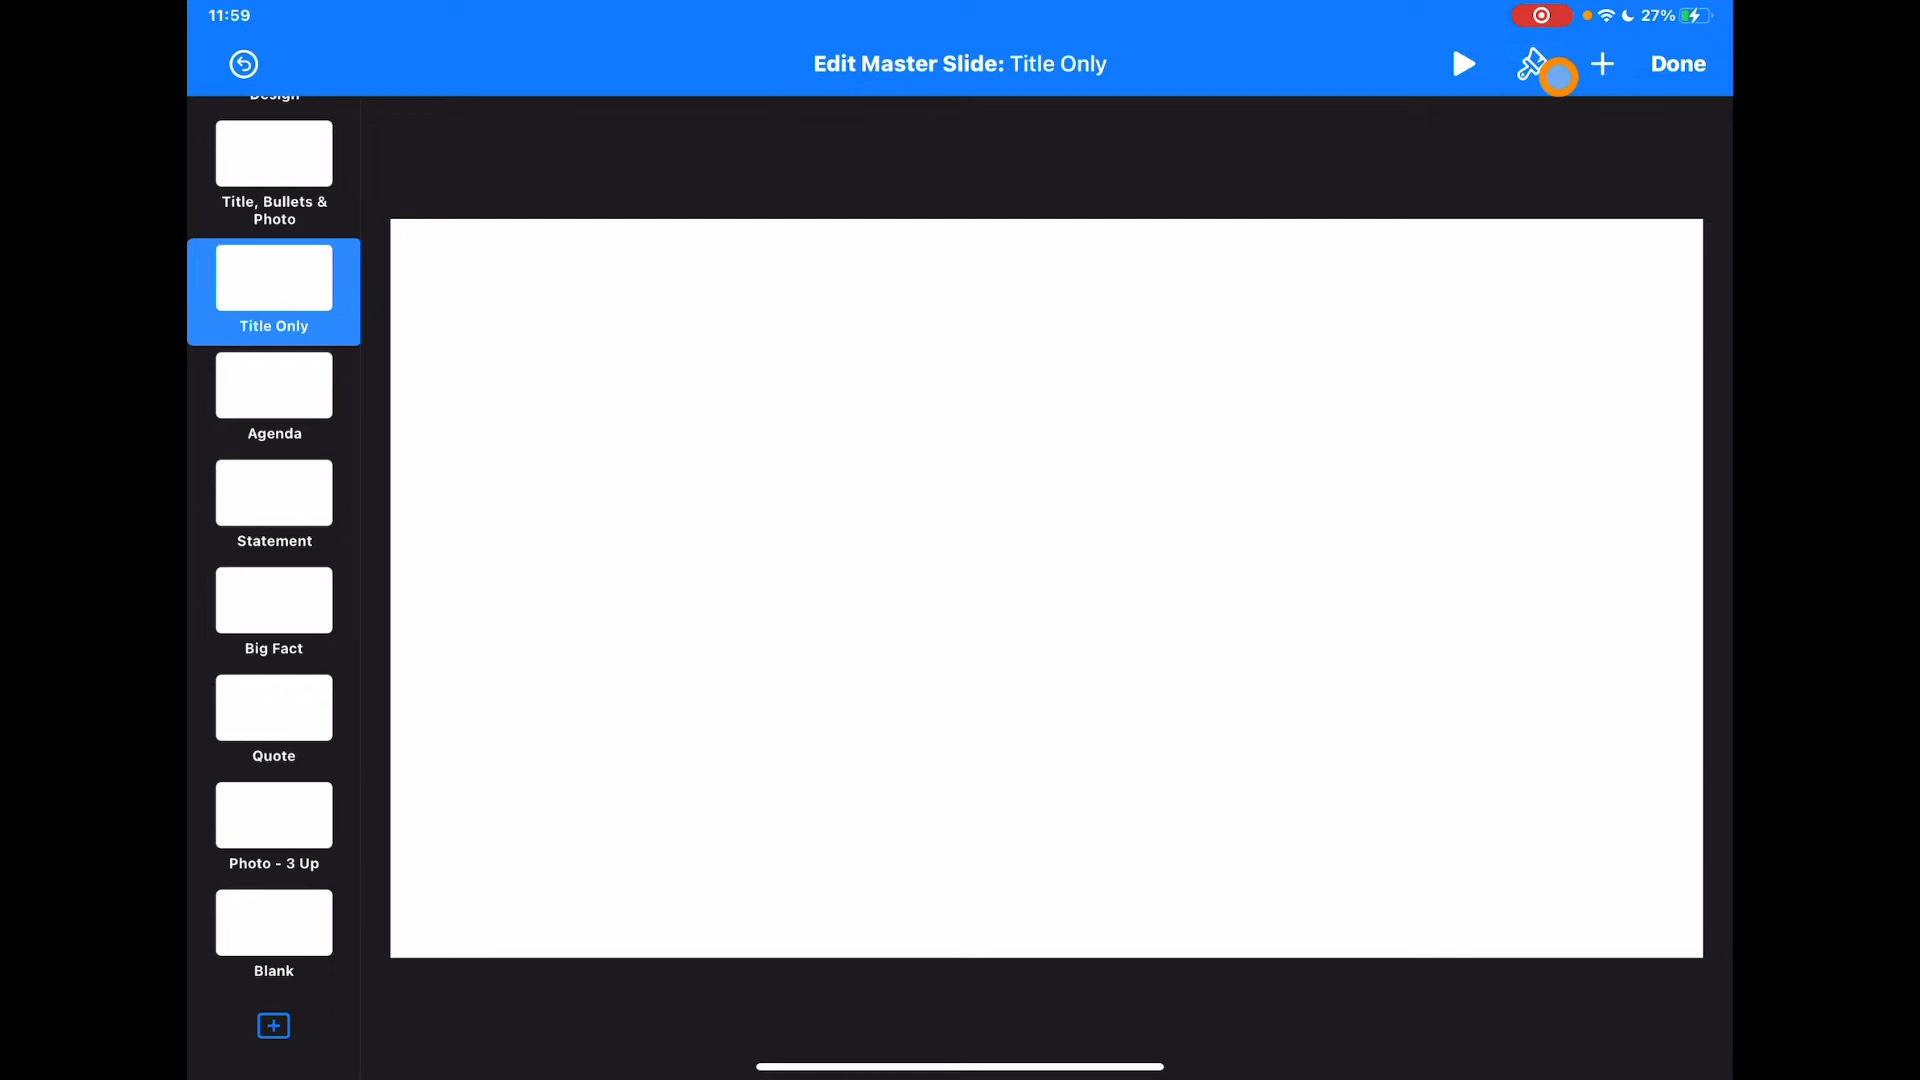 11:59
27%
Edit Master Slide: Title Only
Done
Design
Title, Bullets &
Photo
Title Only
Agenda
Statement
Big Fact
Quote
Photo - 3 Up
Blank